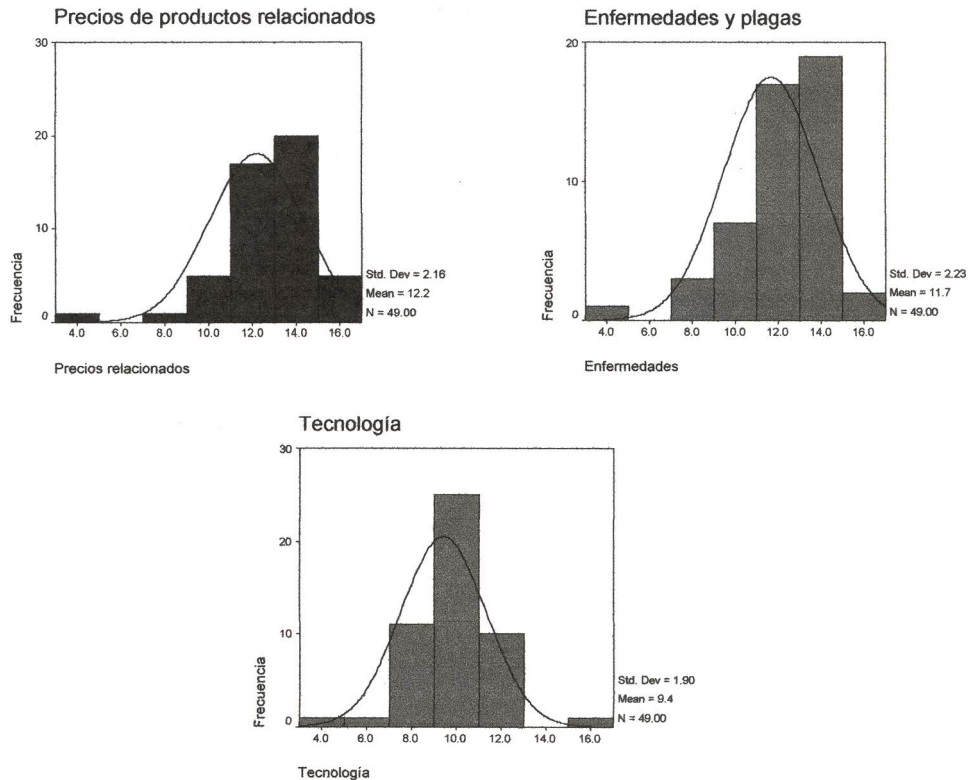 Precios de productos relacionados
30
20
10
0
Frecuencia
4.0 6.0 8.0 10.0 12.0 14.0 16.0
Std. Dev = 2.16
Mean = 12.2
N = 49.00
Precios relacionados
Enfermedades y plagas
20
10
0
Frecuencia
4.0 6.0 8.0 10.0 12.0 14.0 16.0
Std. Dev = 2.23
Mean = 11.7
N = 49.00
Enfermedades
Tecnología
30
20
10
0
Frecuencia
4.0 6.0 8.0 10.0 12.0 14.0 16.0
Std. Dev = 1.90
Mean = 9.4
N = 49.00
Tecnología